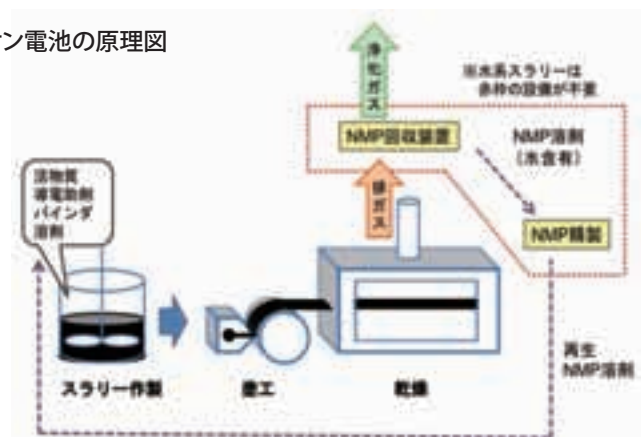 ン電池の原理図
浄化ガス
※水系スラリーは
赤枠の設備が不要
NMP回収装置
NMP溶剤
(水含有)
活物質
導電助剤
バインダ
溶剤
排ガス
NMP精製
再生
NMP溶剤
スラリー作製
塗工
乾燥